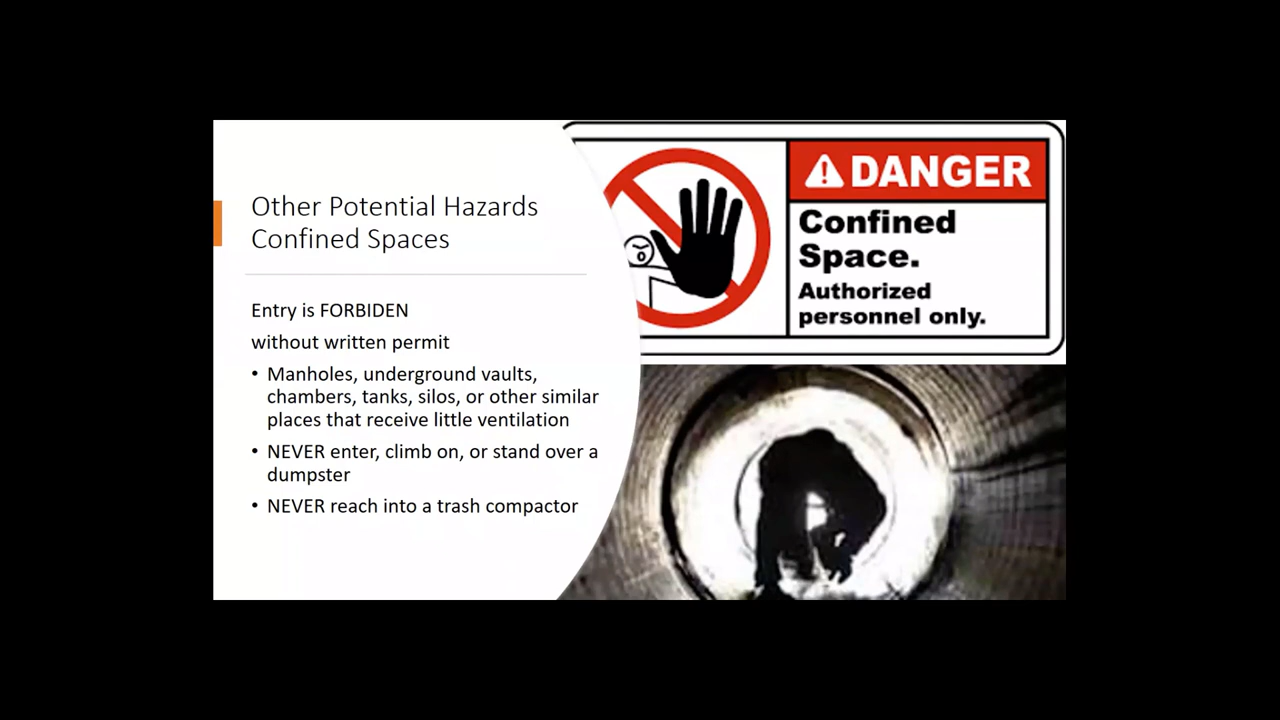 Other Potential Hazards
Confined Spaces
Entry is FORBIDEN
without written permit
• Manholes, underground vaults,
chambers, tanks, silos, or other similar
places that receive little ventilation
• NEVER enter, climb on, or stand over a
dumpster
• NEVER reach into a trash compactor
DANGER
Confined
Space.
Authorized
personnel only.